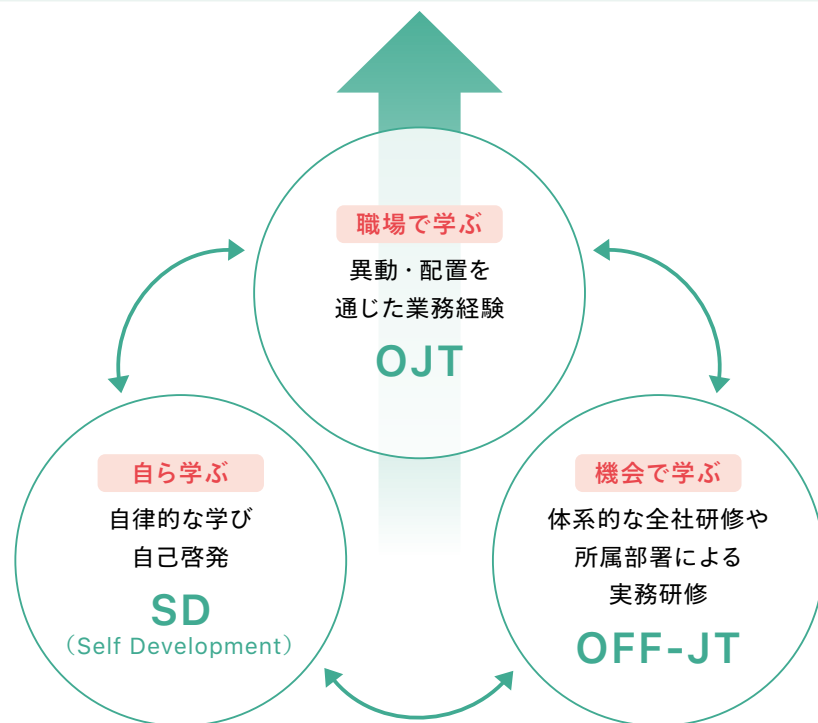 職場で学ぶ
異動・配置を
通じた業務経験
OJT
自ら学ぶ
自律的な学び
自己啓発
SD
（Self Development）
機会で学ぶ
体系的な全社研修や
所属部署による
実務研修
OFF-JT